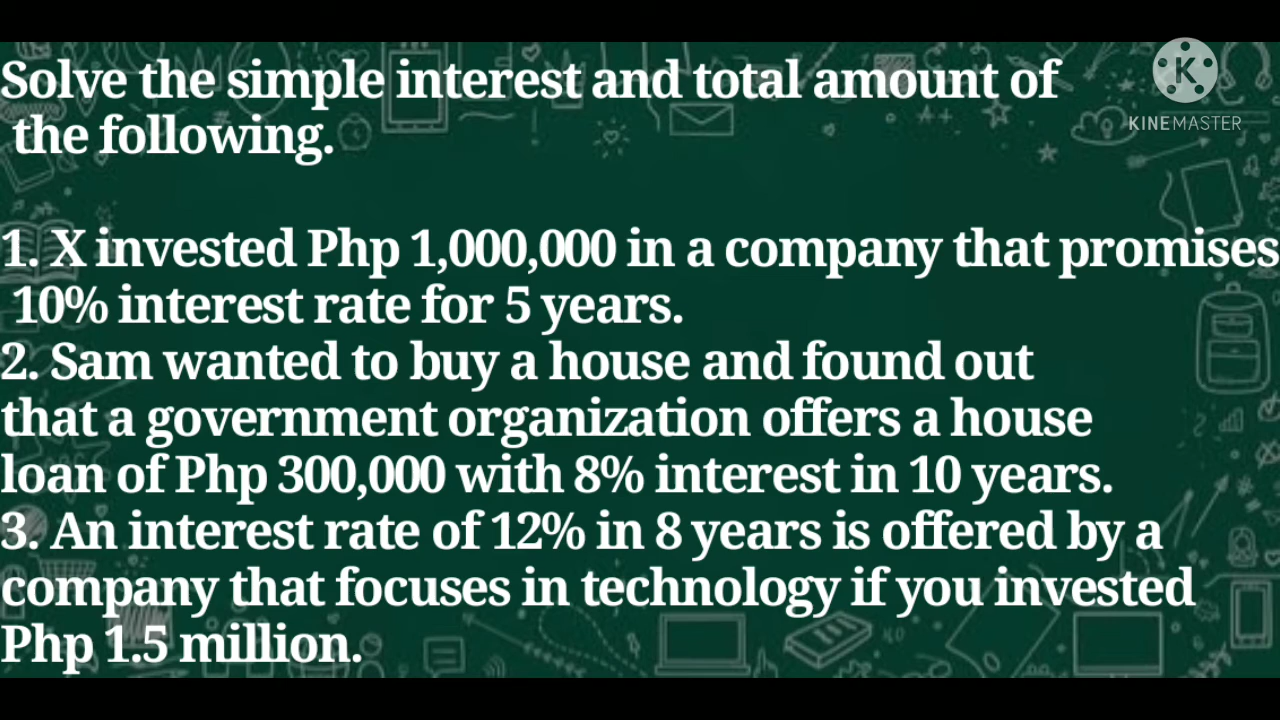 Solve the simple interest and total amount of
the following.
KINEMASTER
1. X invested Php 1,000,000 in a company that promises
10% interest rate for 5 years.
2. Sam wanted to buy a house and found out
that a government organization offers a house
loan of Php 300,000 with 8% interest in 10 years.
3. An interest rate of 12% in 8 years is offered by a
company that focuses in technology if you invested
Php 1.5 million.